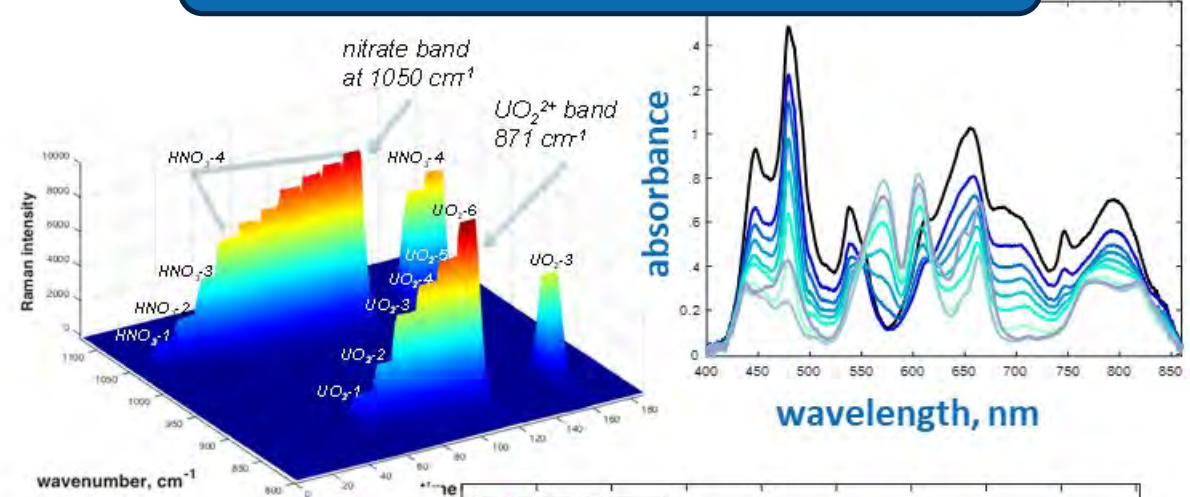 nitrate band
at 1050 cm⁻¹
UO₂²⁺ band
871 cm⁻¹
HNO₃-4
HNO₃-4
UO₂-6
UO₂-5
UO₂-4
UO₂-3
UO₂-3
HNO₃-3
HNO₃-2
HNO₃-1
UO₂-2
UO₂-1
Raman intensity
10000
8000
6000
4000
2000
0
1100
1050
1000
950
900
850
800
0
20
40
60
80
100
120
140
160
180
wavenumber, cm⁻¹
absorbance
.4
.2
1
.8
.6
.4
0.2
0
400 450 500 550 600 650 700 750 800 850
wavelength, nm